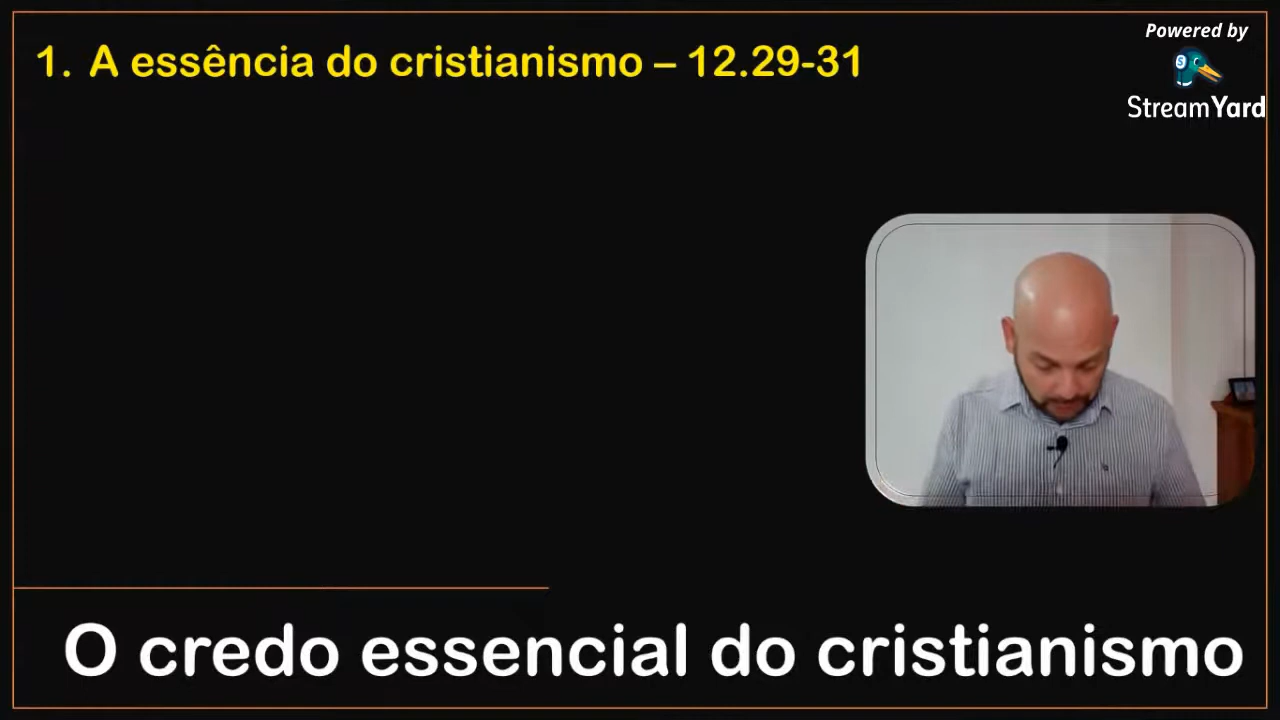 1. A essência do cristianismo – 12.29-31
Powered by
StreamYard
O credo essencial do cristianismo